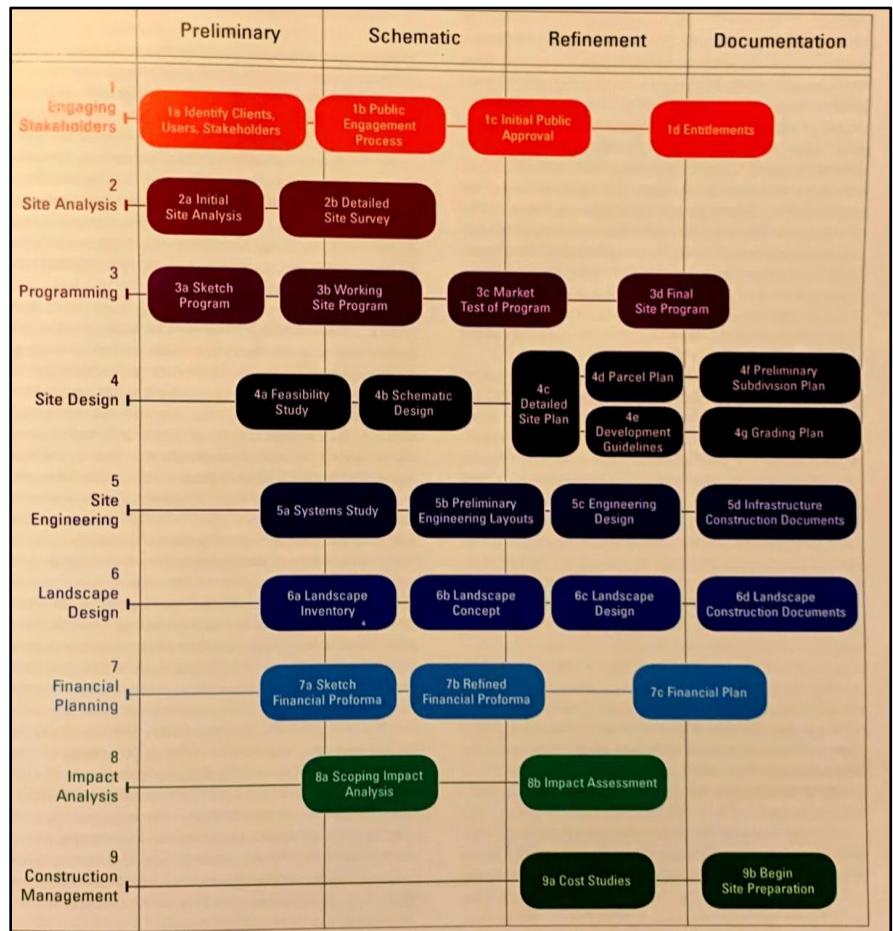 Preliminary
Schematic
Refinement
Documentation
1
Engaging
Stakeholders
1a Identify Clients,
Users, Stakeholders
1b Public
Engagement
Process
1c Initial Public
Approval
1d Entitlements
2
Site Analysis
2a Initial
Site Analysis
2b Detailed
Site Survey
3
Programming
3a Sketch
Program
3b Working
Site Program
3c Market
Test of Program
3d Final
Site Program
4
Site Design
4a Feasibility
Study
4b Schematic
Design
4c
Detailed
Site Plan
4d Parcel Plan
4e
Development
Guidelines
4f Preliminary
Subdivision Plan
4g Grading Plan
5
Site
Engineering
5a Systems Study
5b Preliminary
Engineering Layouts
5c Engineering
Design
5d Infrastructure
Construction Documents
6
Landscape
Design
6a Landscape
Inventory
6b Landscape
Concept
6c Landscape
Design
6d Landscape
Construction Documents
7
Financial
Planning
7a Sketch
Financial Proforma
7b Refined
Financial Proforma
7c Financial Plan
8
Impact
Analysis
8a Scoping Impact
Analysis
8b Impact Assessment
9
Construction
Management
9a Cost Studies
9b Begin
Site Preparation